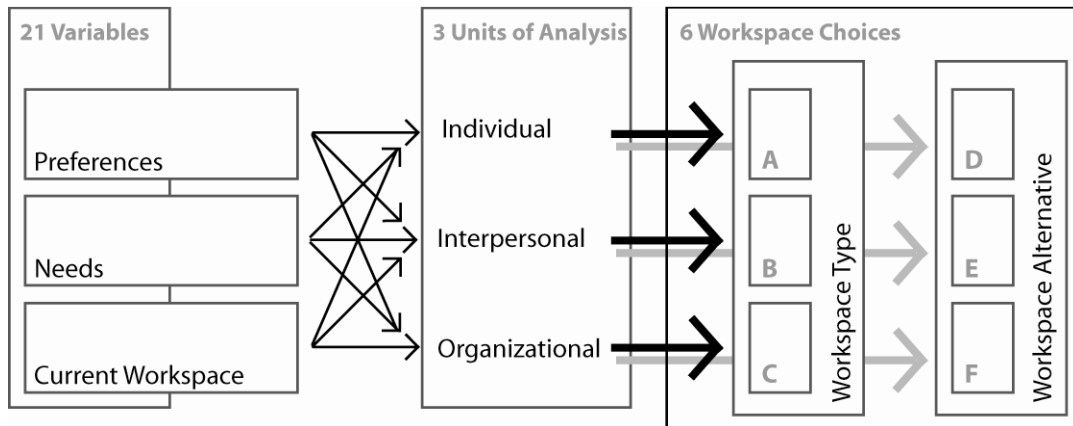 21 Variables
Preferences
Needs
Current Workspace
3 Units of Analysis
Individual
Interpersonal
Organizational
6 Workspace Choices
A
B
C
Workspace Type
D
E
F
Workspace Alternative